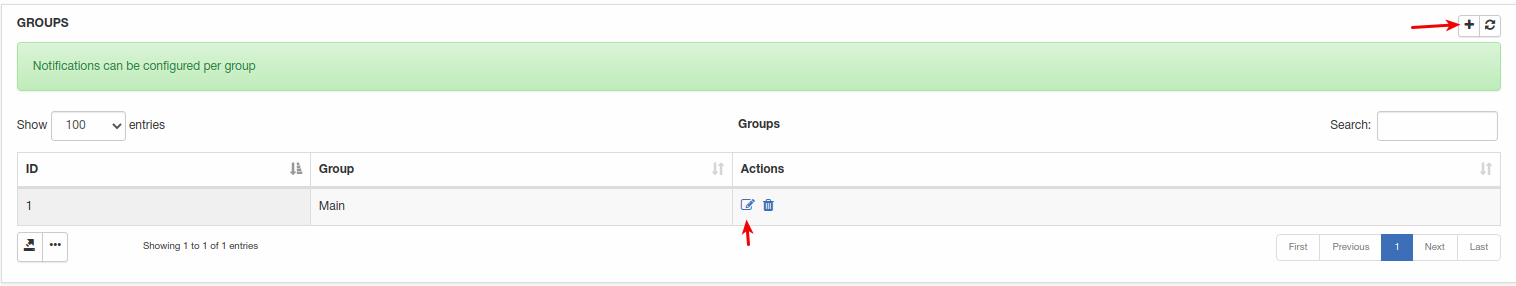 GROUPS
Notifications can be configured per group
Show 100 entries Groups Search:
ID Group Actions
1 Main
Showing 1 to 1 of 1 entries First Previous 1 Next Last